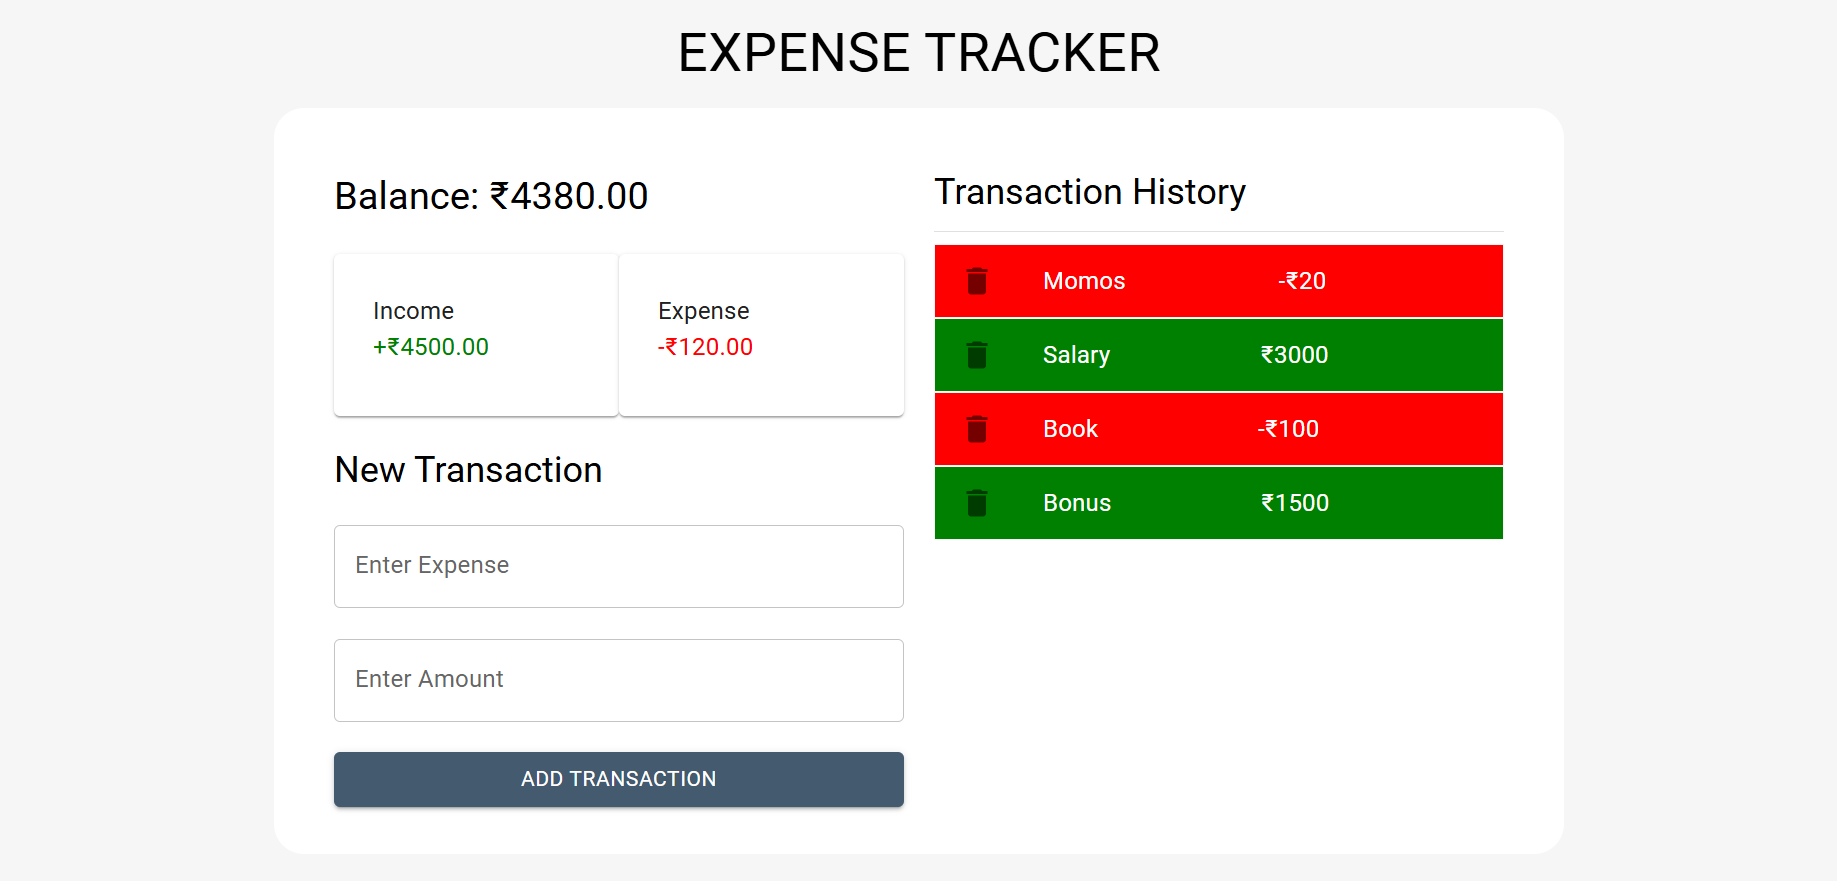 EXPENSE TRACKER
Balance: ₹4380.00
Income
+₹4500.00
Expense
-₹120.00
New Transaction
Enter Expense
Enter Amount
ADD TRANSACTION
Transaction History
Momos -₹20
Salary ₹3000
Book -₹100
Bonus ₹1500